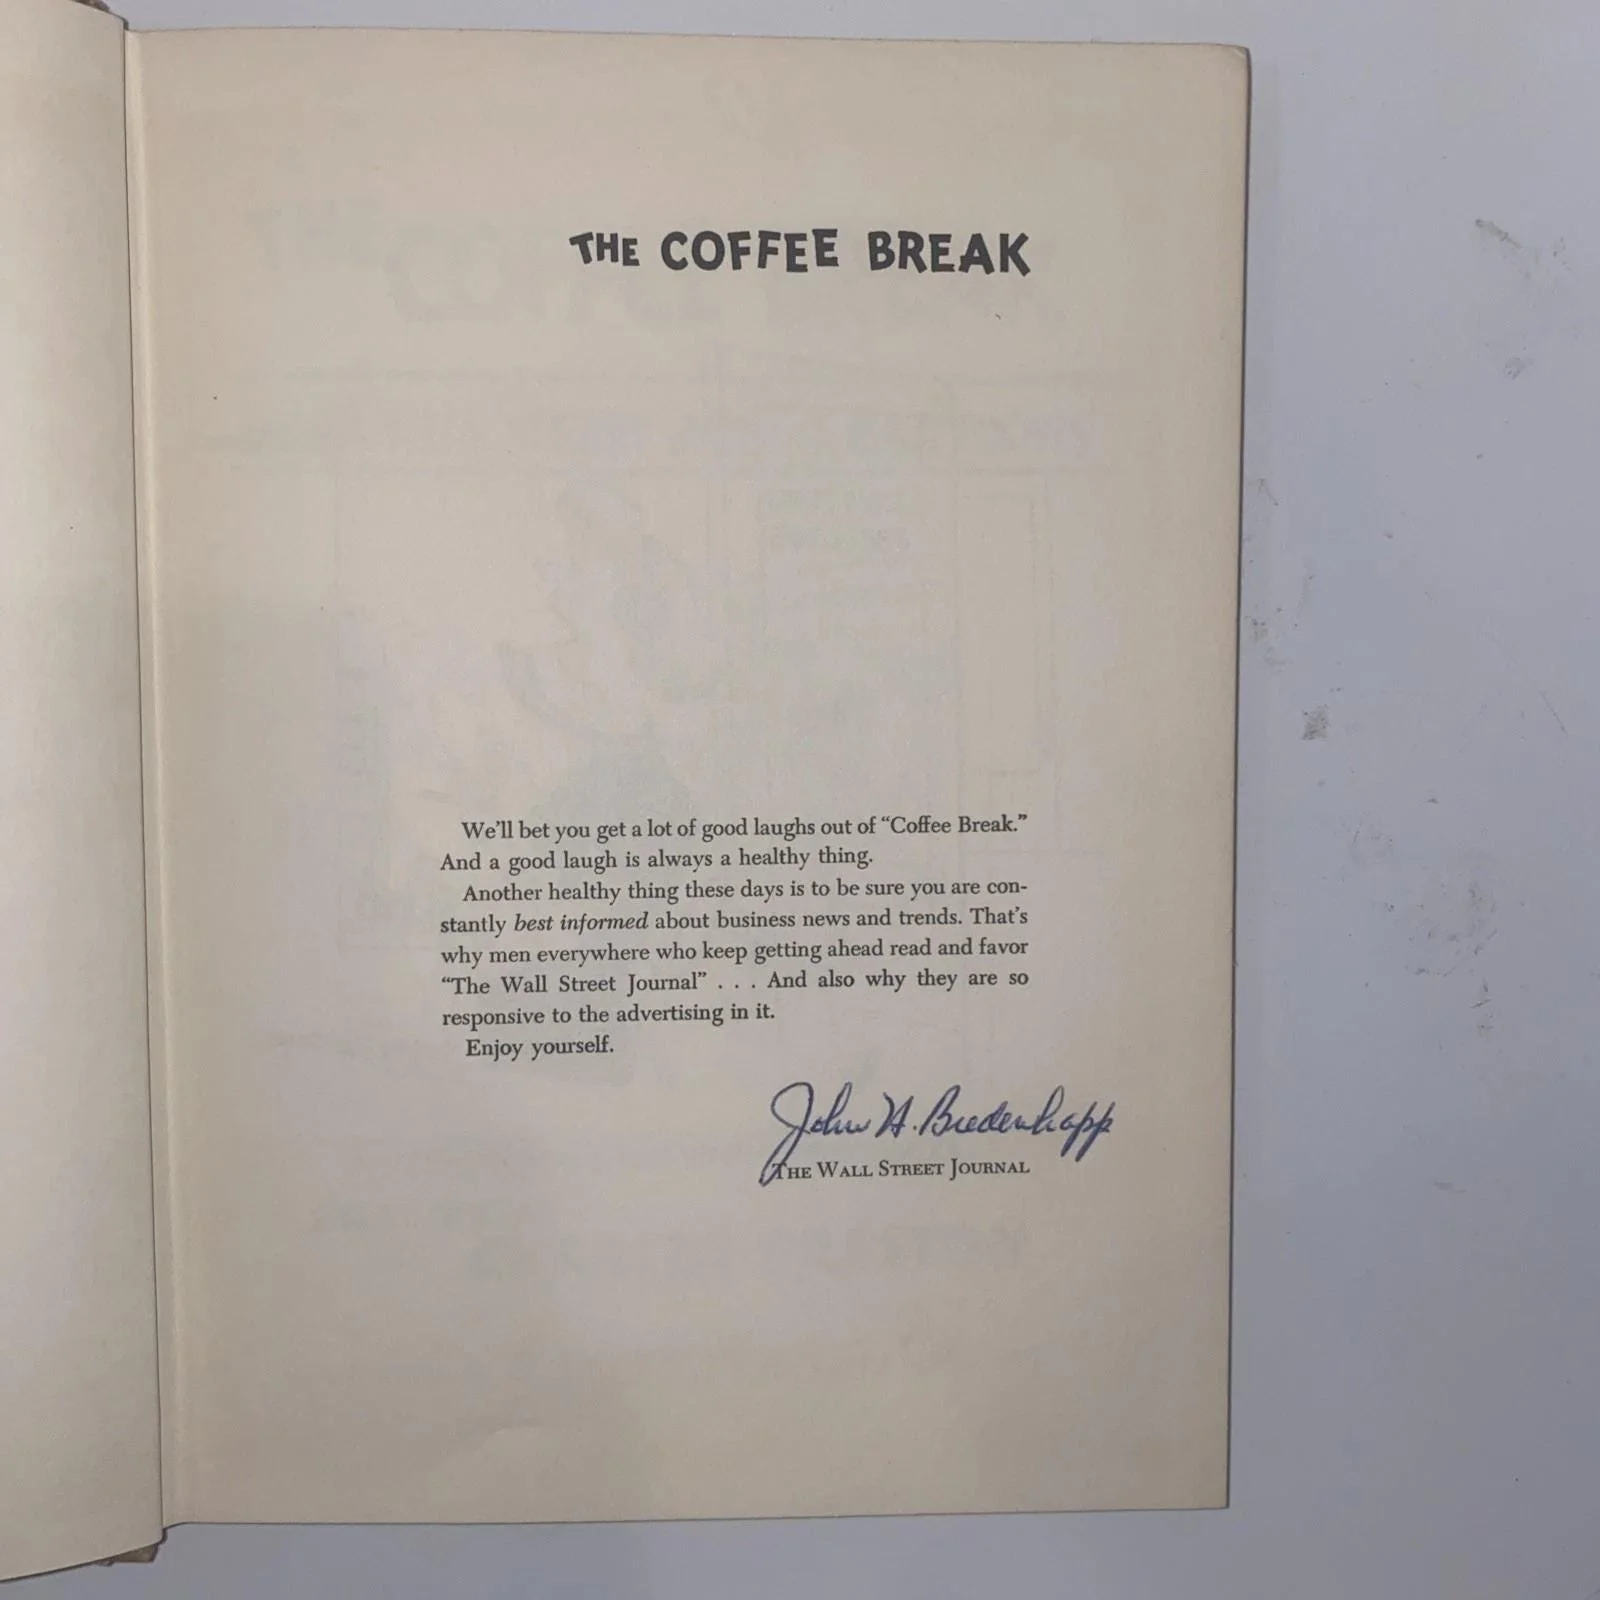 THE COFFEE BREAK
We'll bet you get a lot of good laughs out of “Coffee Break.”
And a good laugh is always a healthy thing.
Another healthy thing these days is to be sure you are con-
stantly best informed about business news and trends. That's
why men everywhere who keep getting ahead read and favor
“The Wall Street Journal” . . . And also why they are so
responsive to the advertising in it.
Enjoy yourself.
John H. Bredenkapp
THE WALL STREET JOURNAL